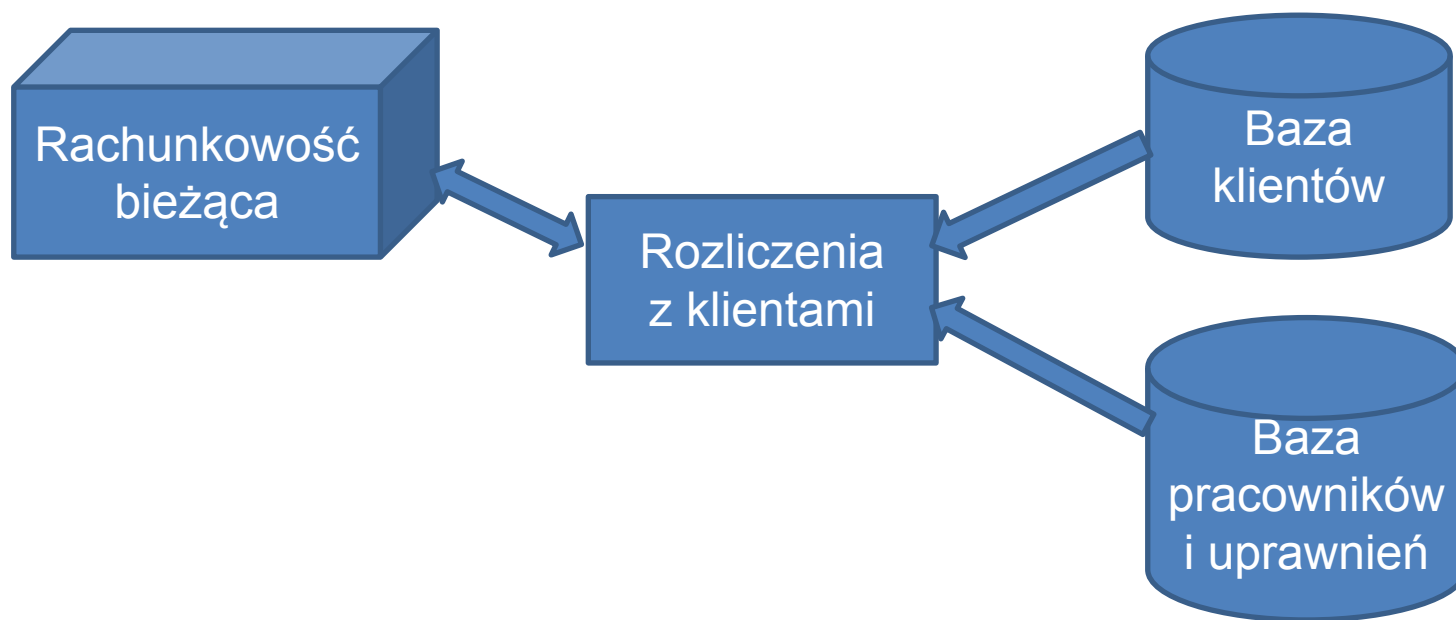 Rachunkowość
bieżąca
Rozliczenia
z klientami
Baza
klientów
Baza
pracowników
i uprawnień